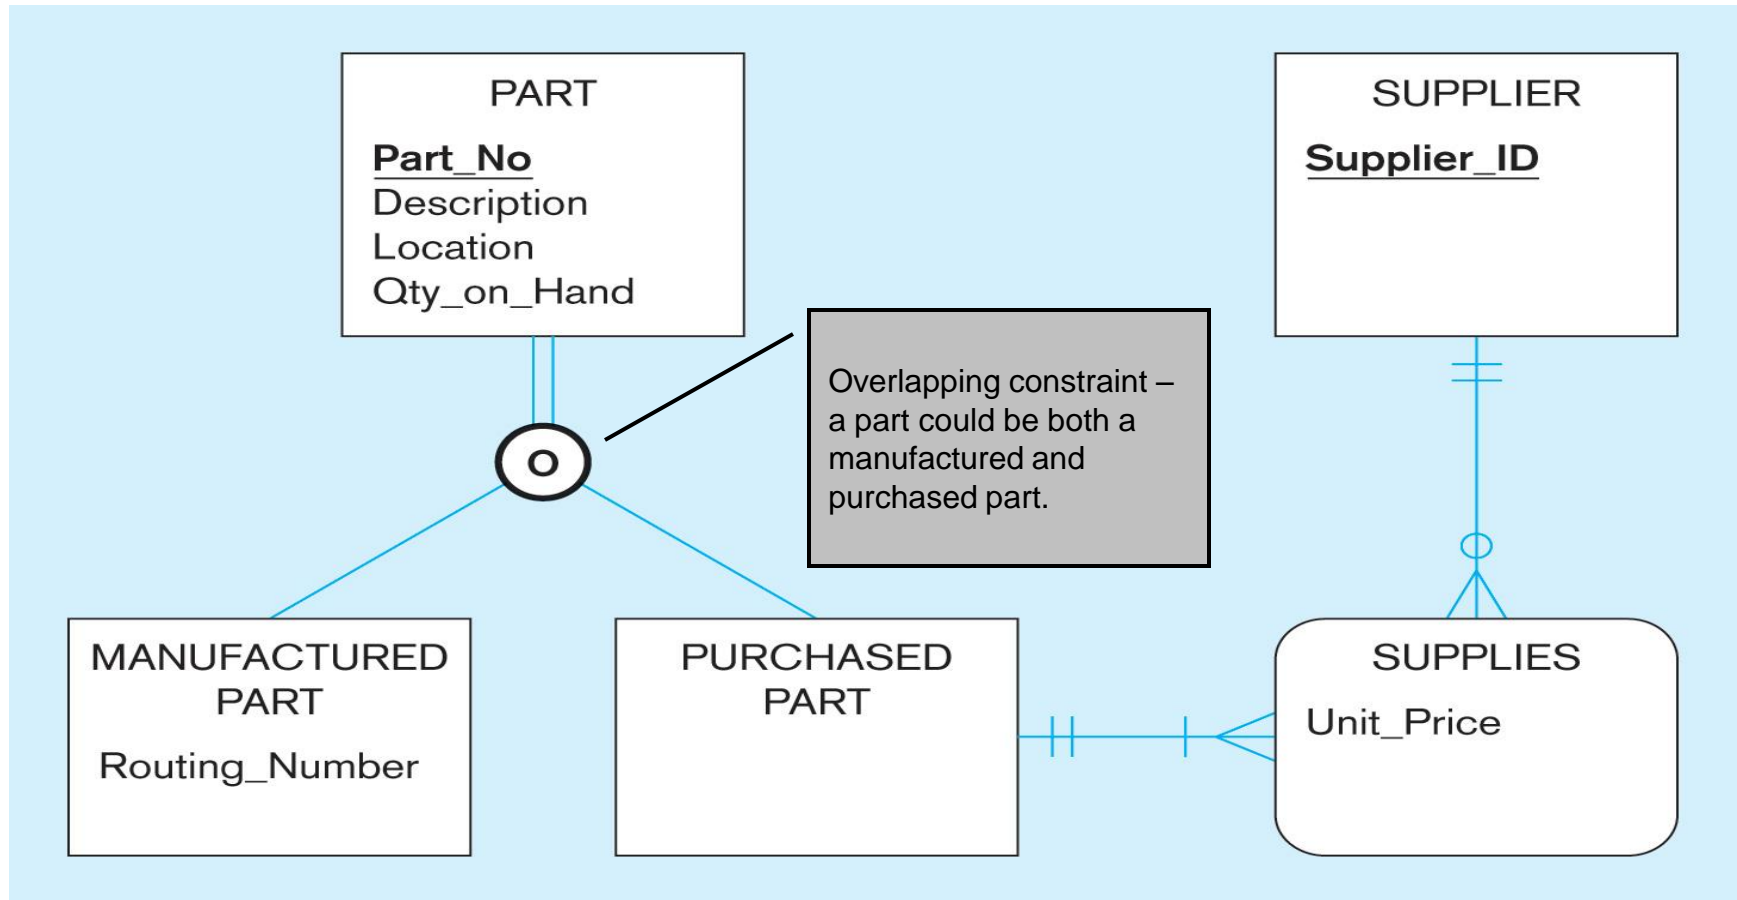 PART
Part_No
Description
Location
Qty_on_Hand
SUPPLIER
Supplier_ID
Overlapping constraint –
a part could be both a
manufactured and
purchased part.
O
MANUFACTURED
PART
Routing_Number
PURCHASED
PART
SUPPLIES
Unit_Price